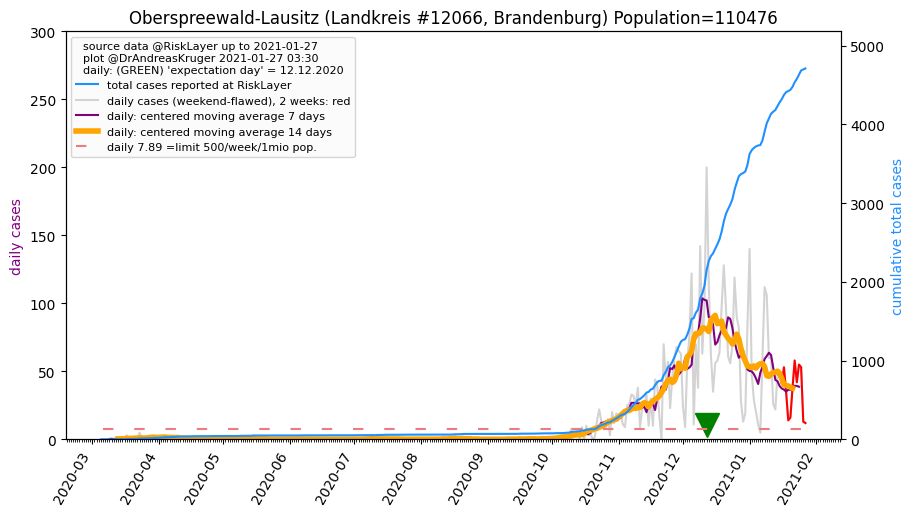 Oberspreewald-Lausitz (Landkreis #12066, Brandenburg) Population=110476
source data @RiskLayer up to 2021-01-27
plot @DrAndreasKruger 2021-01-27 03:30
daily: (GREEN) 'expectation day' = 12.12.2020
total cases reported at RiskLayer
daily cases (weekend-flawed), 2 weeks: red
daily: centered moving average 7 days
daily: centered moving average 14 days
daily 7.89 =limit 500/week/1mio pop.
daily cases
300
250
200
150
100
50
0
cumulative total cases
5000
4000
3000
2000
1000
0
2020-03
2020-04
2020-05
2020-06
2020-07
2020-08
2020-09
2020-10
2020-11
2020-12
2021-01
2021-02